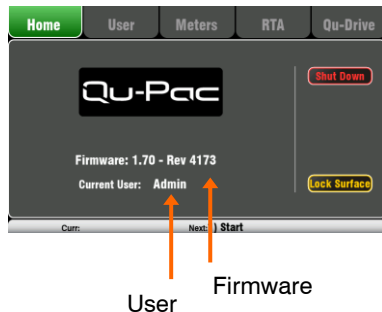 Home User Meters RTA Qu-Drive
Qu-Pac
Shut Down
Firmware: 1.70 - Rev 4173
Current User: Admin
Lock Surface
Curr: Next: ) Start
Firmware
User